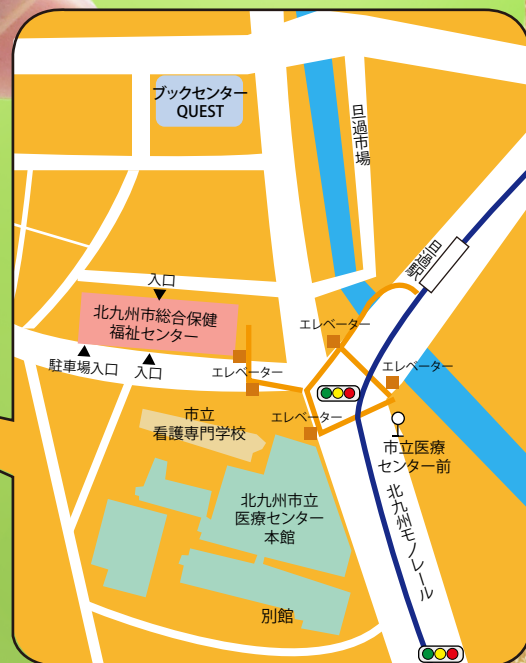 ブックセンター
QUEST
旦過市場
旦過駅
入口
北九州市総合保健
福祉センター
エレベーター
駐車場入口
入口
エレベーター
エレベーター
市立
看護専門学校
エレベーター
市立医療
センター前
北九州市立
医療センター
本館
北九州モノレール
別館